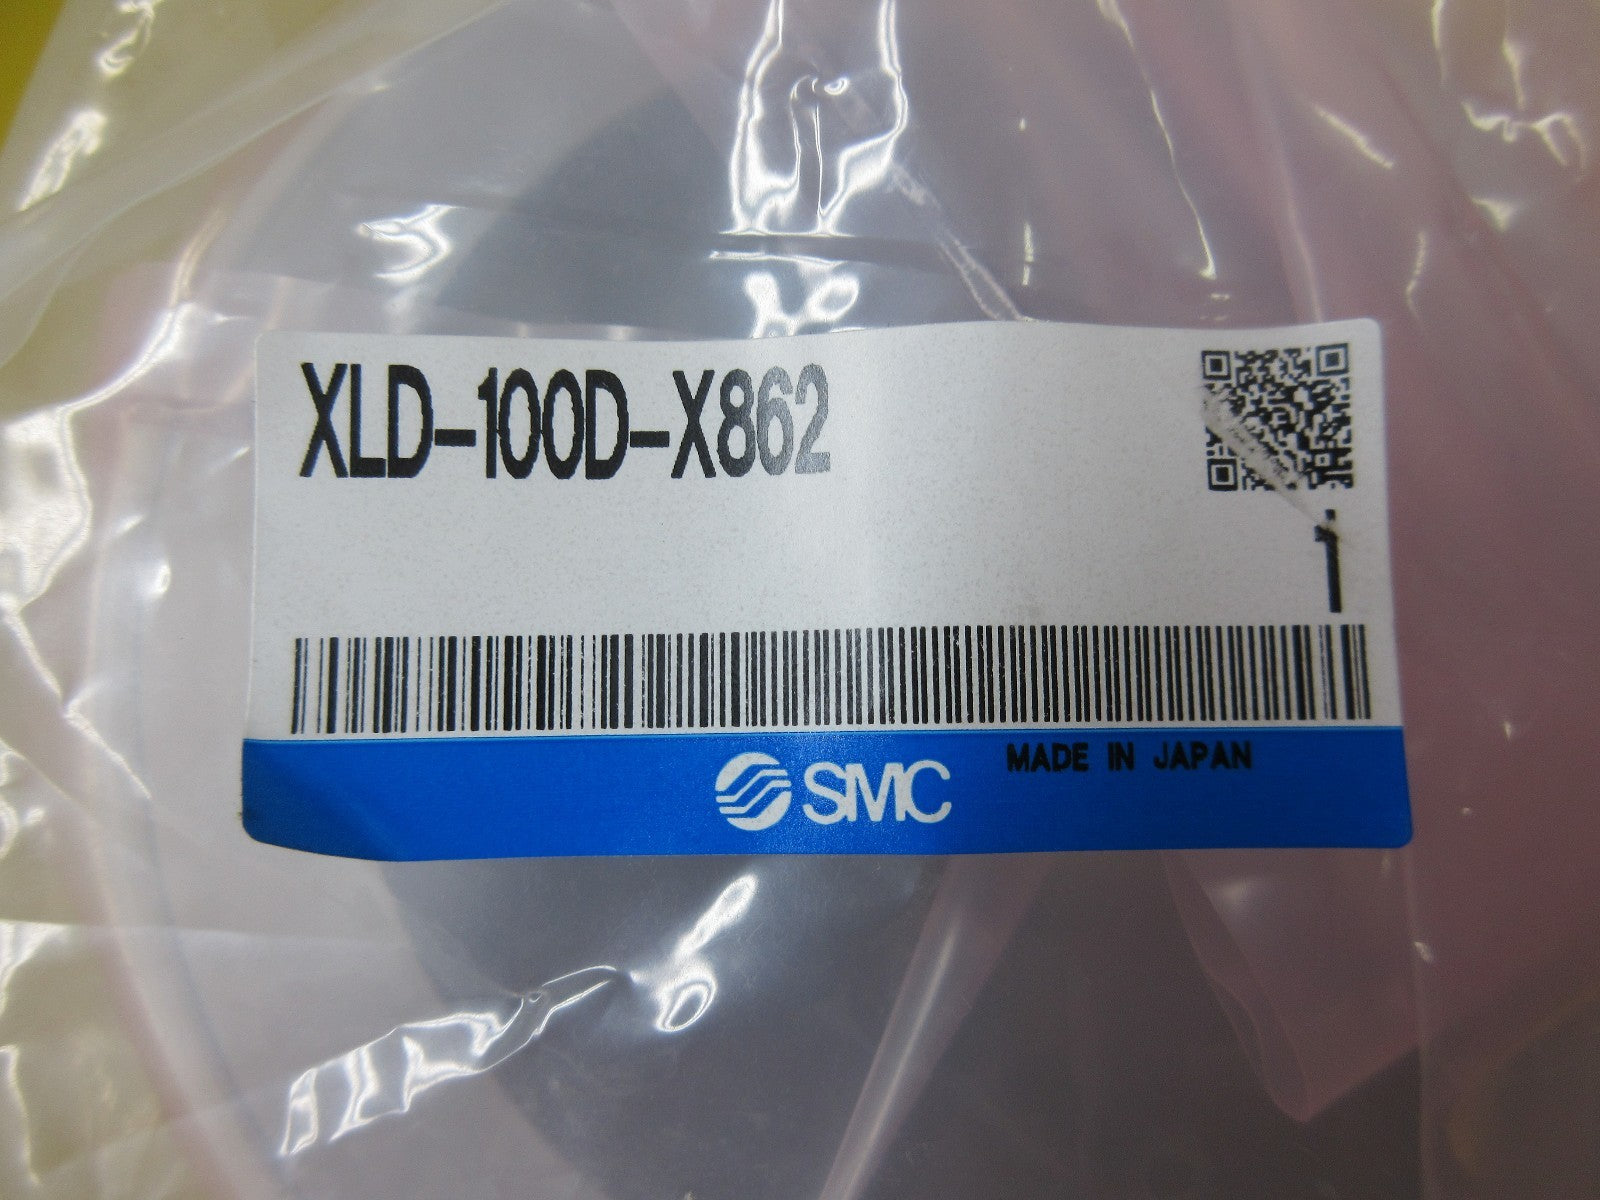 XLD-100D-X862
1
SMC
MADE IN JAPAN